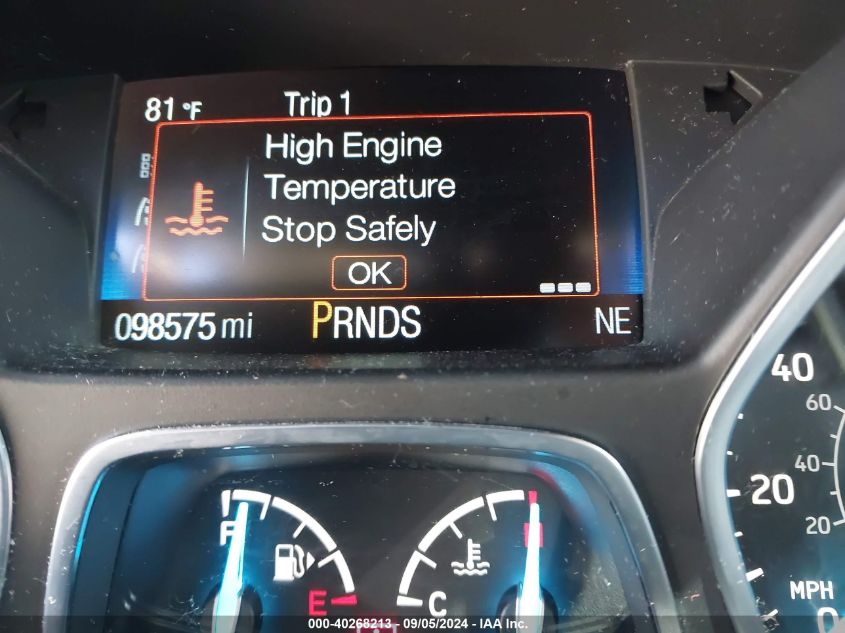 81 °F Trip 1
High Engine
Temperature
Stop Safely
OK
098575 mi PRNDS NE
40
60
40
20
20
MPH
0
F
E
C
H
000-40268213 - 09/05/2024 - IAA Inc.